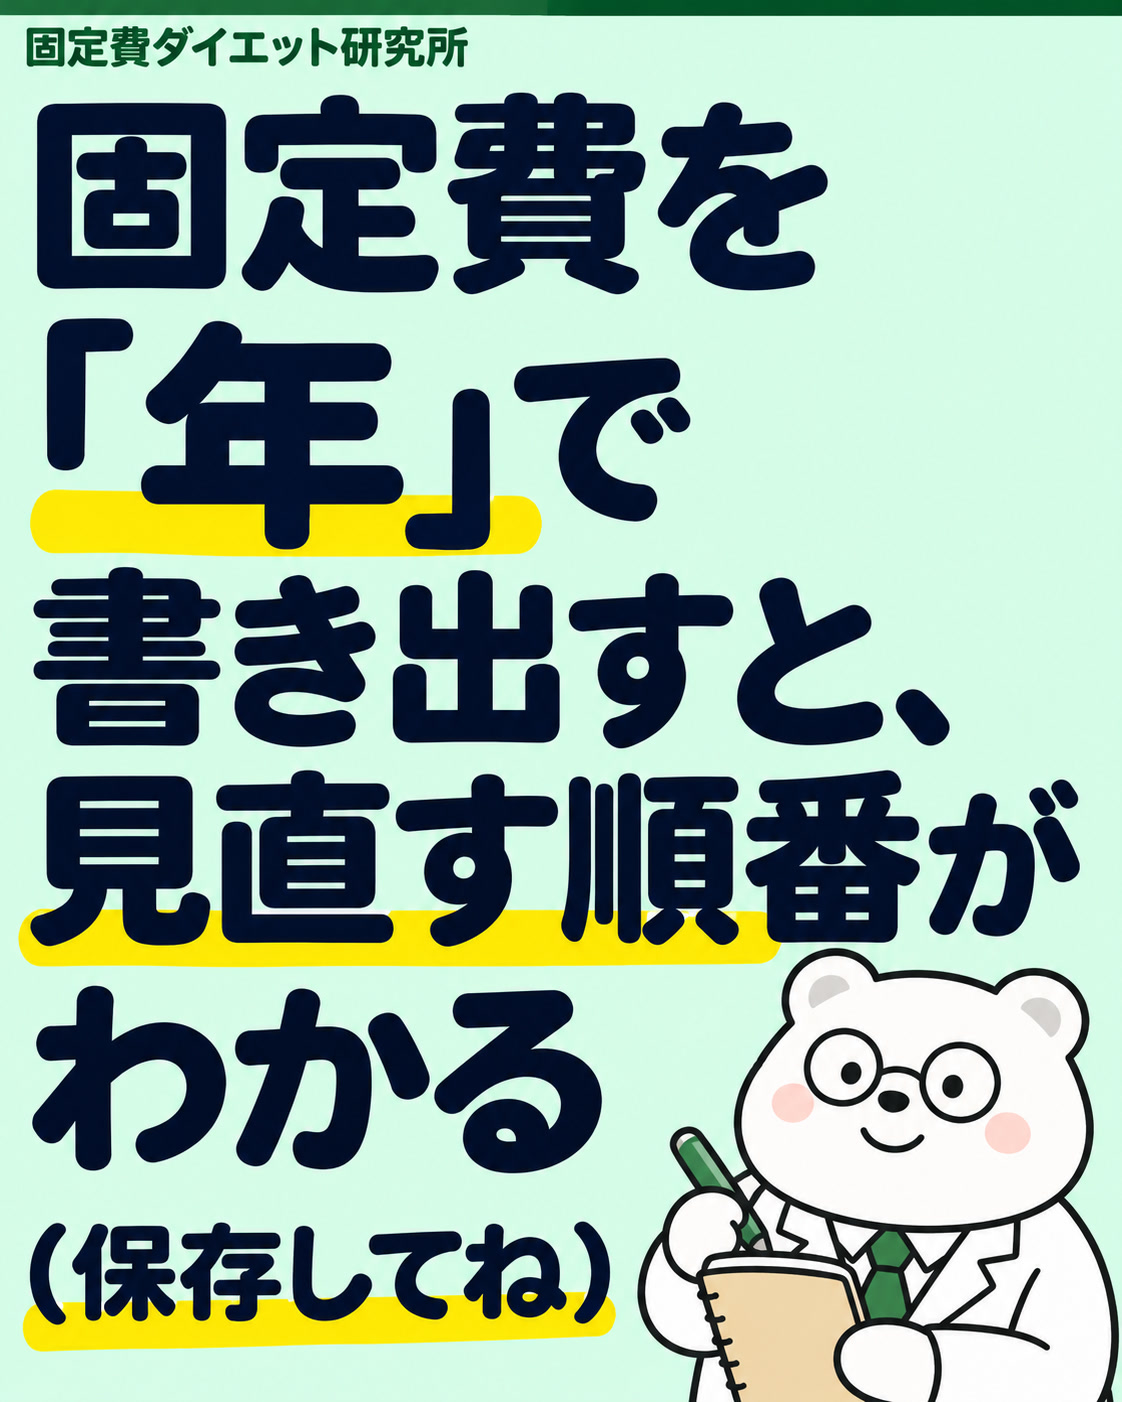 固定費ダイエット研究所
固定費を
「年」で
書き出すと、
見直す順番が
わかる
(保存してね)